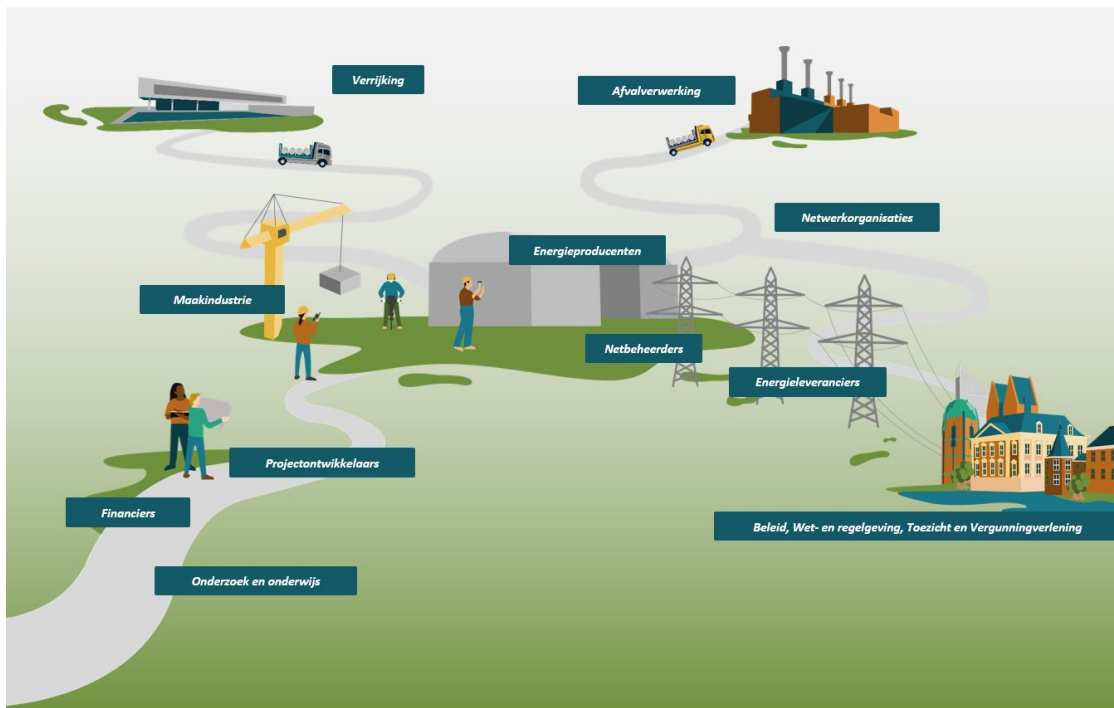 Verrijking
Afvalverwerking
Netwerkorganisaties
Energieproducenten
Maakindustrie
Netbeheerders
Energieleveranciers
Projectontwikkelaars
Financiers
Beleid, Wet- en regelgeving, Toezicht en Vergunningverlening
Onderzoek en onderwijs